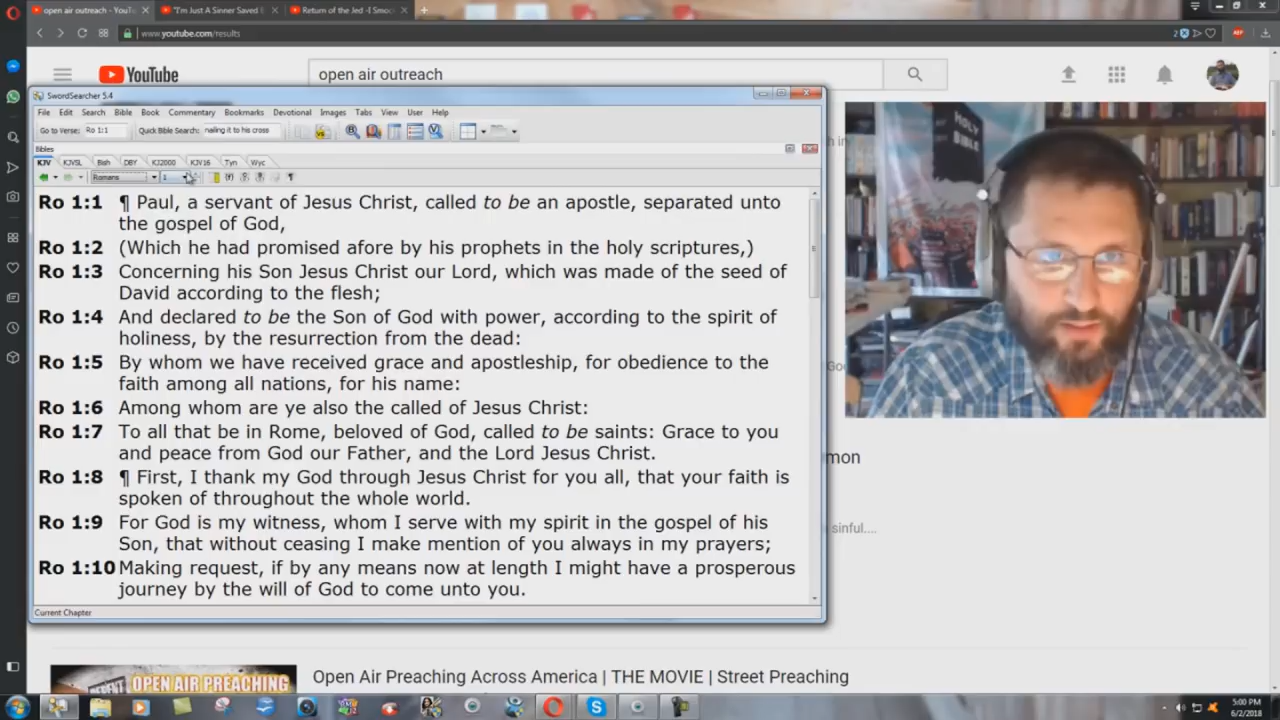 open air outreach - YouTu
"I'm Just A Sinner Saved B
Return of the Jed -| Smoc
www.youtube.com/results
2
YouTube
open air outreach
SwordSearcher 5.4
File Edit Search Bible Book Commentary Bookmarks Devotional Images Tabs View User Help
Go to Verse: Ro 1:1 Quick Bible Search: nailing it to his cross
Bibles
KJV KJVSL Bish DBY KJ2000 KJV16 Tyn Wyc
Romans 1
Ro 1:1 ¶ Paul, a servant of Jesus Christ, called to be an apostle, separated unto
the gospel of God,
Ro 1:2 (Which he had promised afore by his prophets in the holy scriptures,)
Ro 1:3 Concerning his Son Jesus Christ our Lord, which was made of the seed of
David according to the flesh;
Ro 1:4 And declared to be the Son of God with power, according to the spirit of
holiness, by the resurrection from the dead:
Ro 1:5 By whom we have received grace and apostleship, for obedience to the
faith among all nations, for his name:
Ro 1:6 Among whom are ye also the called of Jesus Christ:
Ro 1:7 To all that be in Rome, beloved of God, called to be saints: Grace to you
and peace from God our Father, and the Lord Jesus Christ.
Ro 1:8 ¶ First, I thank my God through Jesus Christ for you all, that your faith is
spoken of throughout the whole world.
Ro 1:9 For God is my witness, whom I serve with my spirit in the gospel of his
Son, that without ceasing I make mention of you always in my prayers;
Ro 1:10 Making request, if by any means now at length I might have a prosperous
journey by the will of God to come unto you.
Current Chapter
HOLY BIBLE
mon
sinful....
OPEN AIR PREACHING
Open Air Preaching Across America | THE MOVIE | Street Preaching
5:00 PM
6/2/2018